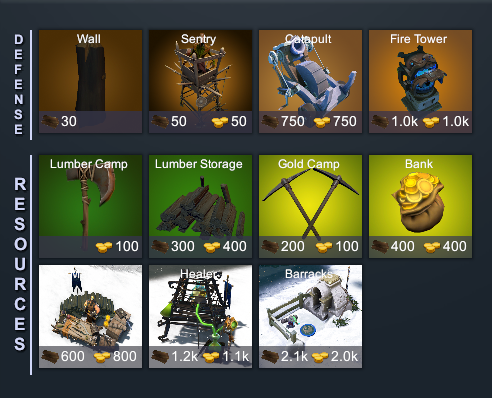 DEFENSE
Wall
30
Sentry
50 50
Catapult
750 750
Fire Tower
1.0k 1.0k
RESOURCES
Lumber Camp
100
Lumber Storage
300 400
Gold Camp
200 100
Bank
400 400
600 800
Healer
1.2k 1.1k
Barracks
2.1k 2.0k